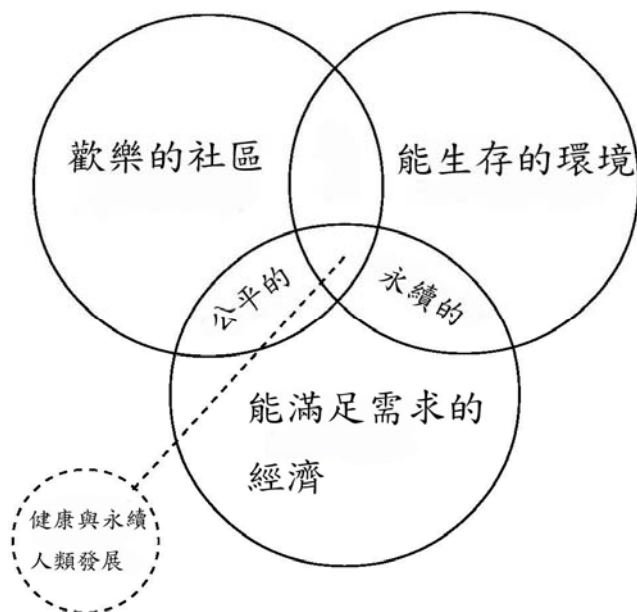 歡樂的社區
能生存的環境
公平的
永續的
能滿足需求的
經濟
健康與永續
人類發展